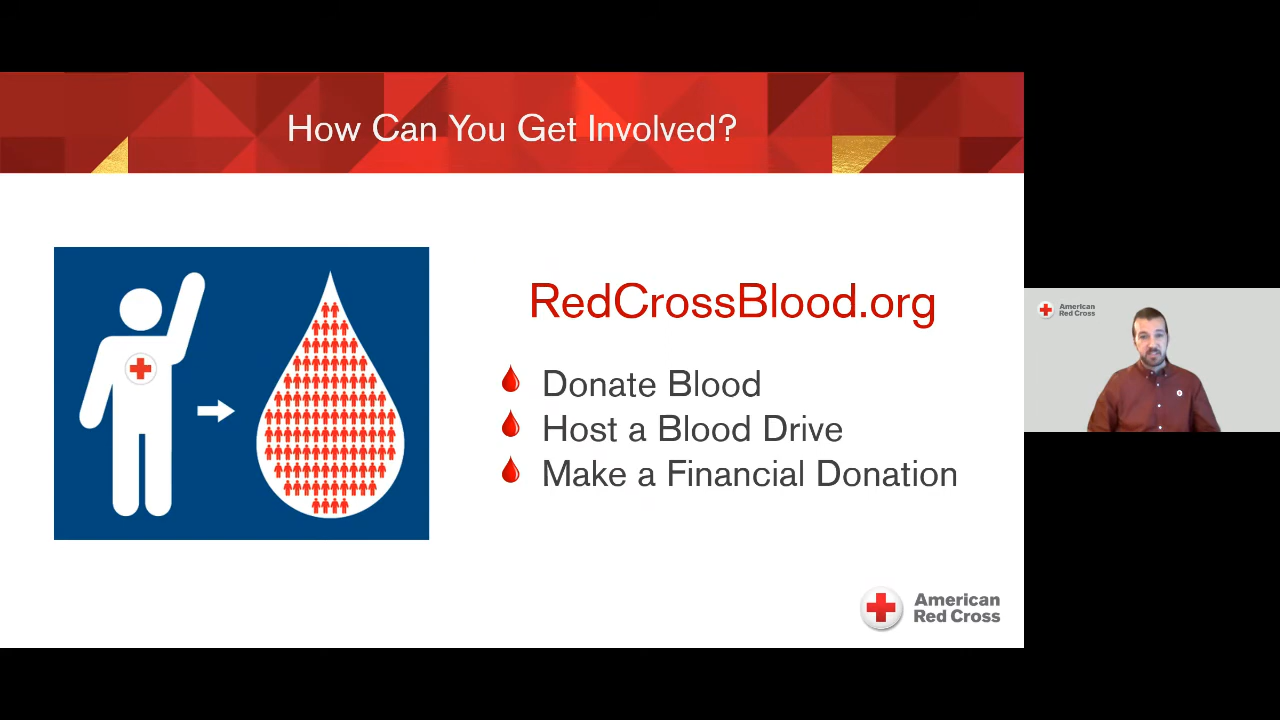 How Can You Get Involved?
RedCrossBlood.org
Donate Blood
Host a Blood Drive
Make a Financial Donation
American
Red Cross
American
Red Cross